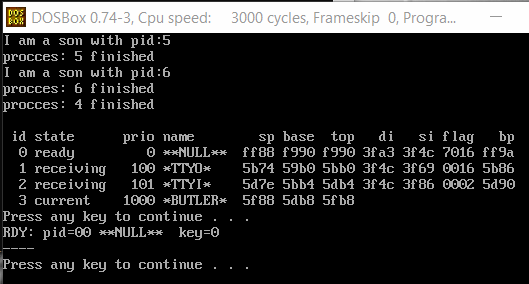 DOSBox 0.74-3, Cpu speed:    3000 cycles, Frameskip  0, Progra...
I am a son with pid:5
procces: 5 finished
I am a son with pid:6
procces: 6 finished
procces: 4 finished
id state      prio name        sp base  top   di   si flag   bp
0 ready         0 **NULL**  ff88 f990 f990 3fa3 3f4c 7016 ff9a
1 receiving   100 *TTYO*    5b74 59b0 5bb0 3f4c 3f69 0016 5b86
2 receiving   101 *TTYI*    5d7e 5bb4 5db4 3f4c 3f86 0002 5d90
3 current    1000 *BUTLER*  5f88 5db8 5fb8
Press any key to continue . . .
RDY: pid=00 **NULL**  key=0
----
Press any key to continue . . .